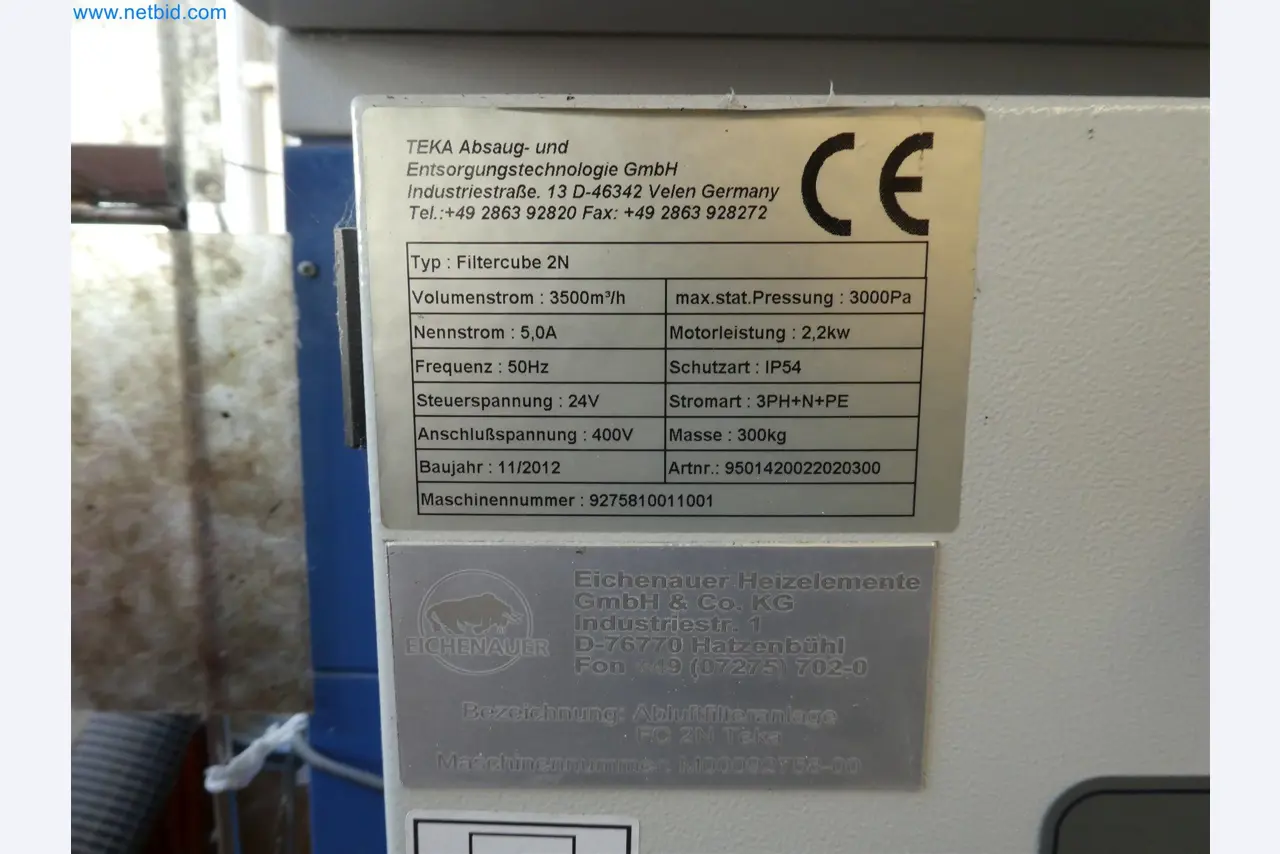 www.netbid.com
TEKA Absaug- und
Entsorgungstechnologie GmbH
Industriestraße. 13 D-46342 Velen Germany
Tel.:+49 2863 92820 Fax: +49 2863 928272
CE
Typ : Filtercube 2N
Volumenstrom : 3500m³/h max.stat.Pressung : 3000Pa
Nennstrom : 5,0A Motorleistung : 2,2kw
Frequenz : 50Hz Schutzart : IP54
Steuerspannung : 24V Stromart : 3PH+N+PE
Anschlußspannung : 400V Masse : 300kg
Baujahr : 11/2012 Artnr.: 9501420022020300
Maschinennummer : 9275810011001
EICHENAUER
Eichenauer Heizelemente
GmbH & Co. KG
Industriestr. 1
D-76770 Hatzenbühl
Fon +49 (07275) 702-0
Bezeichnung: Abluftfilteranlage
FC 2N Teka
Maschinennummer: